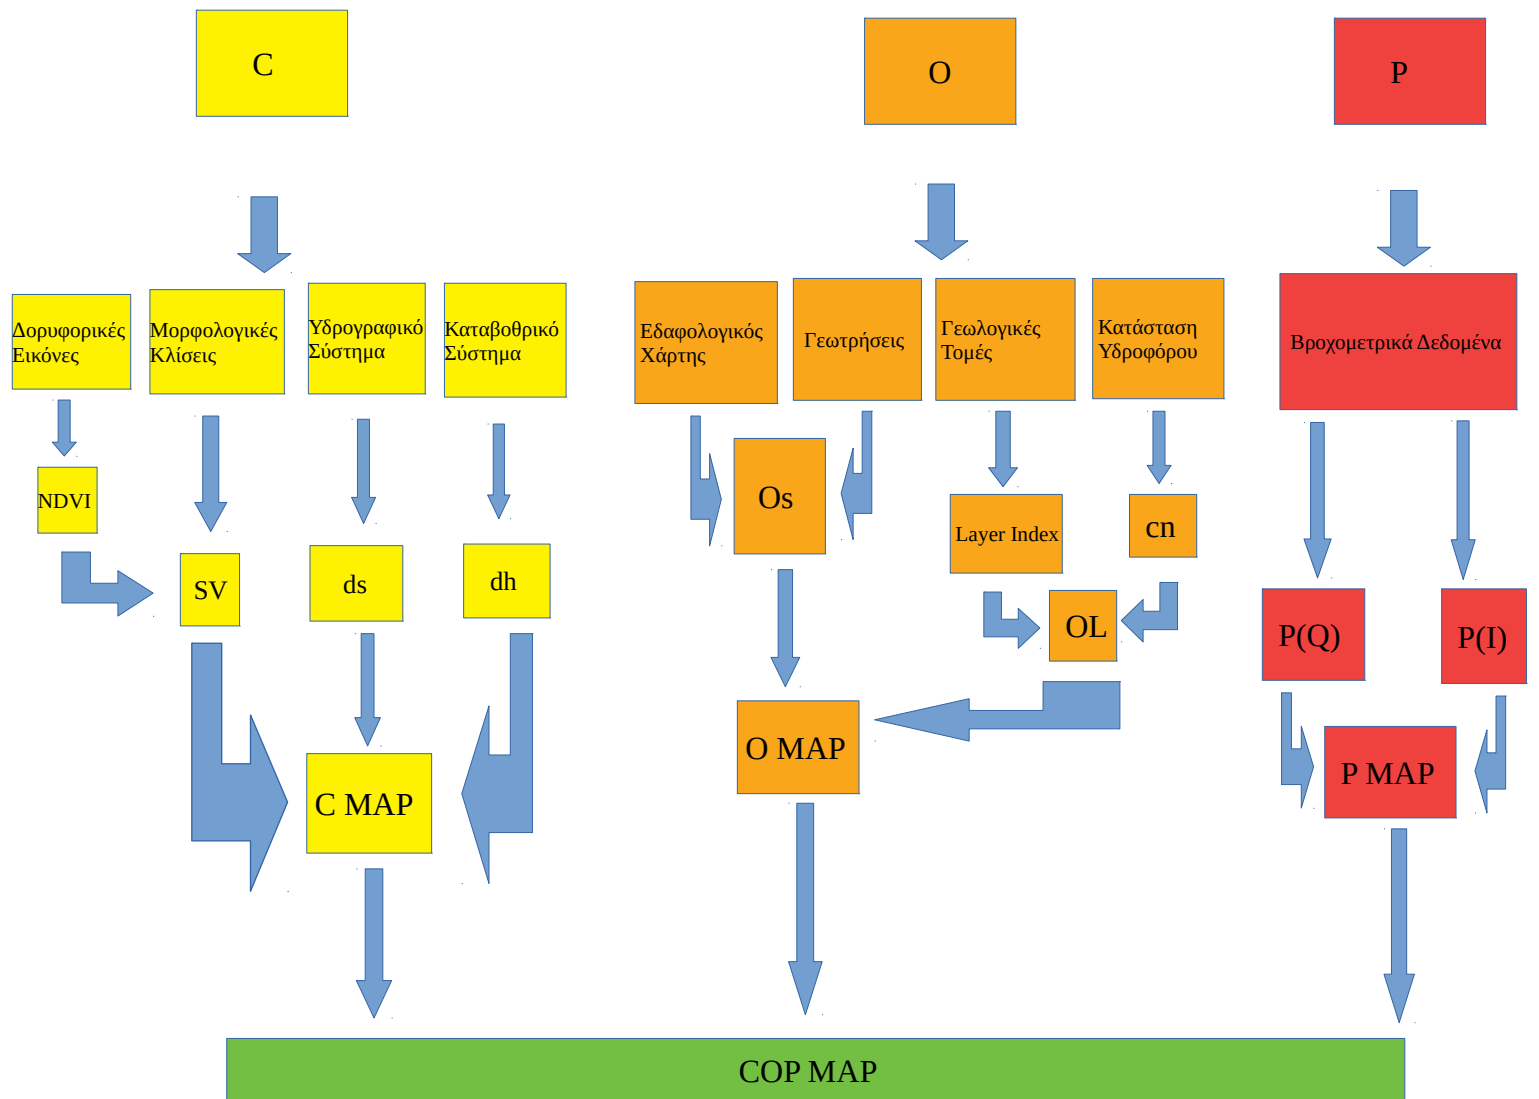 C
O
P
Δορυφορικές
Εικόνες
Μορφολογικές
Κλίσεις
Υδρογραφικό
Σύστημα
Καταβοθρικό
Σύστημα
Εδαφολογικός
Χάρτης
Γεωτρήσεις
Γεωλογικές
Τομές
Κατάσταση
Υδροφόρου
Βροχομετρικά Δεδομένα
NDVI
Os
Layer Index
cn
SV
ds
dh
OL
P(Q)
P(I)
C MAP
O MAP
P MAP
COP MAP